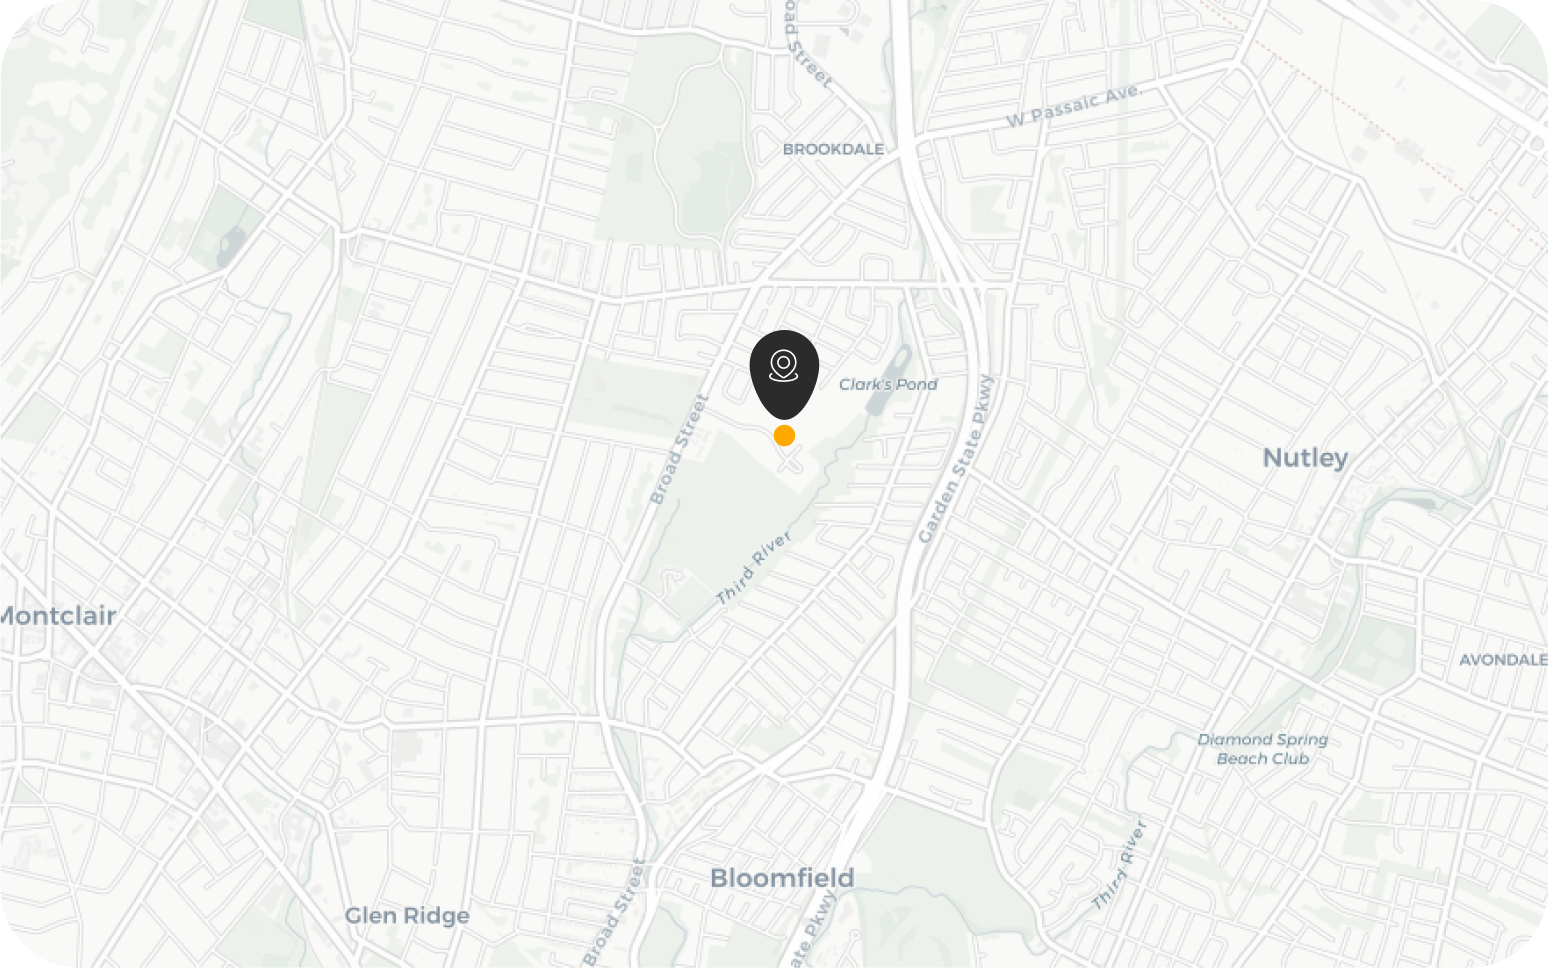 Broad Street
W Passaic Ave.
BROOKDALE
Clark's Pond
Broad Street
Garden State Pkwy
Nutley
Third River
Montclair
AVONDALE
Diamond Spring
Beach Club
Third River
Bloomfield
Glen Ridge
Broad Street
ate Pkwy